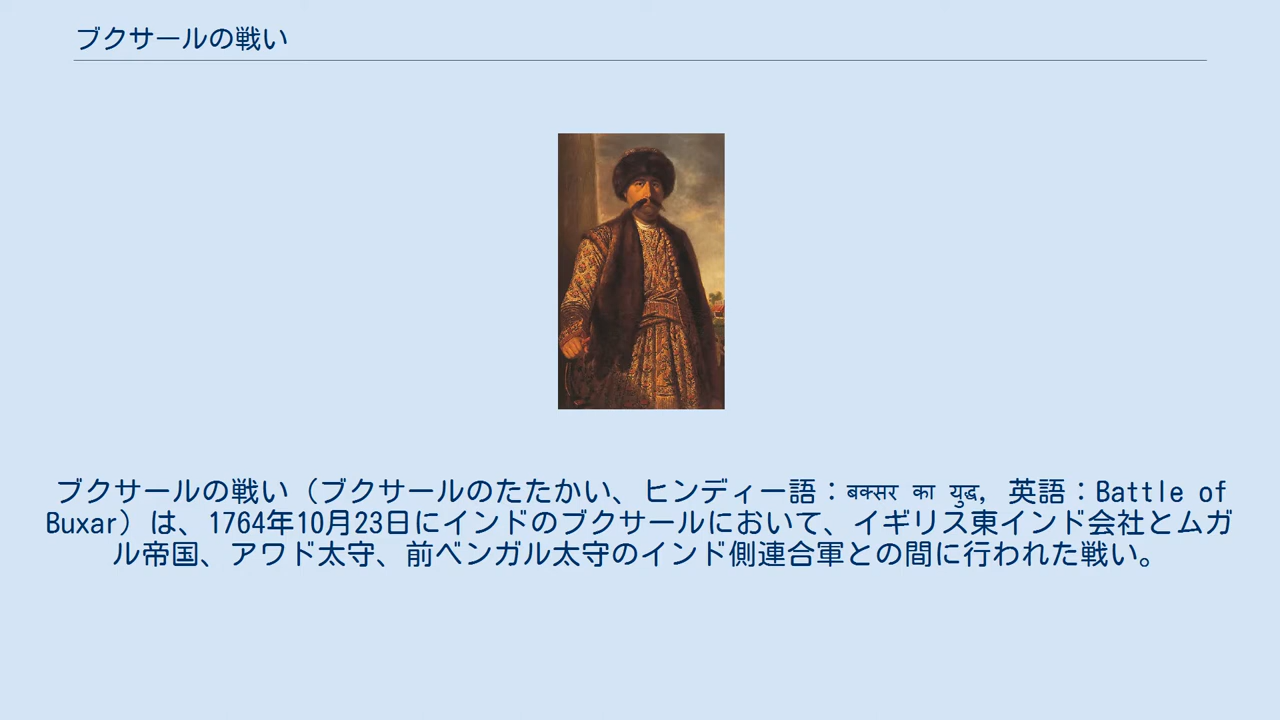 ブクサールの戦い
ブクサールの戦い（ブクサールのたたかい、ヒンディー語：बक्सर का युद्ध, 英語：Battle of
Buxar）は、1764年10月23日にインドのブクサールにおいて、イギリス東インド会社とムガ
ル帝国、アワド太守、前ベンガル太守のインド側連合軍との間に行われた戦い。